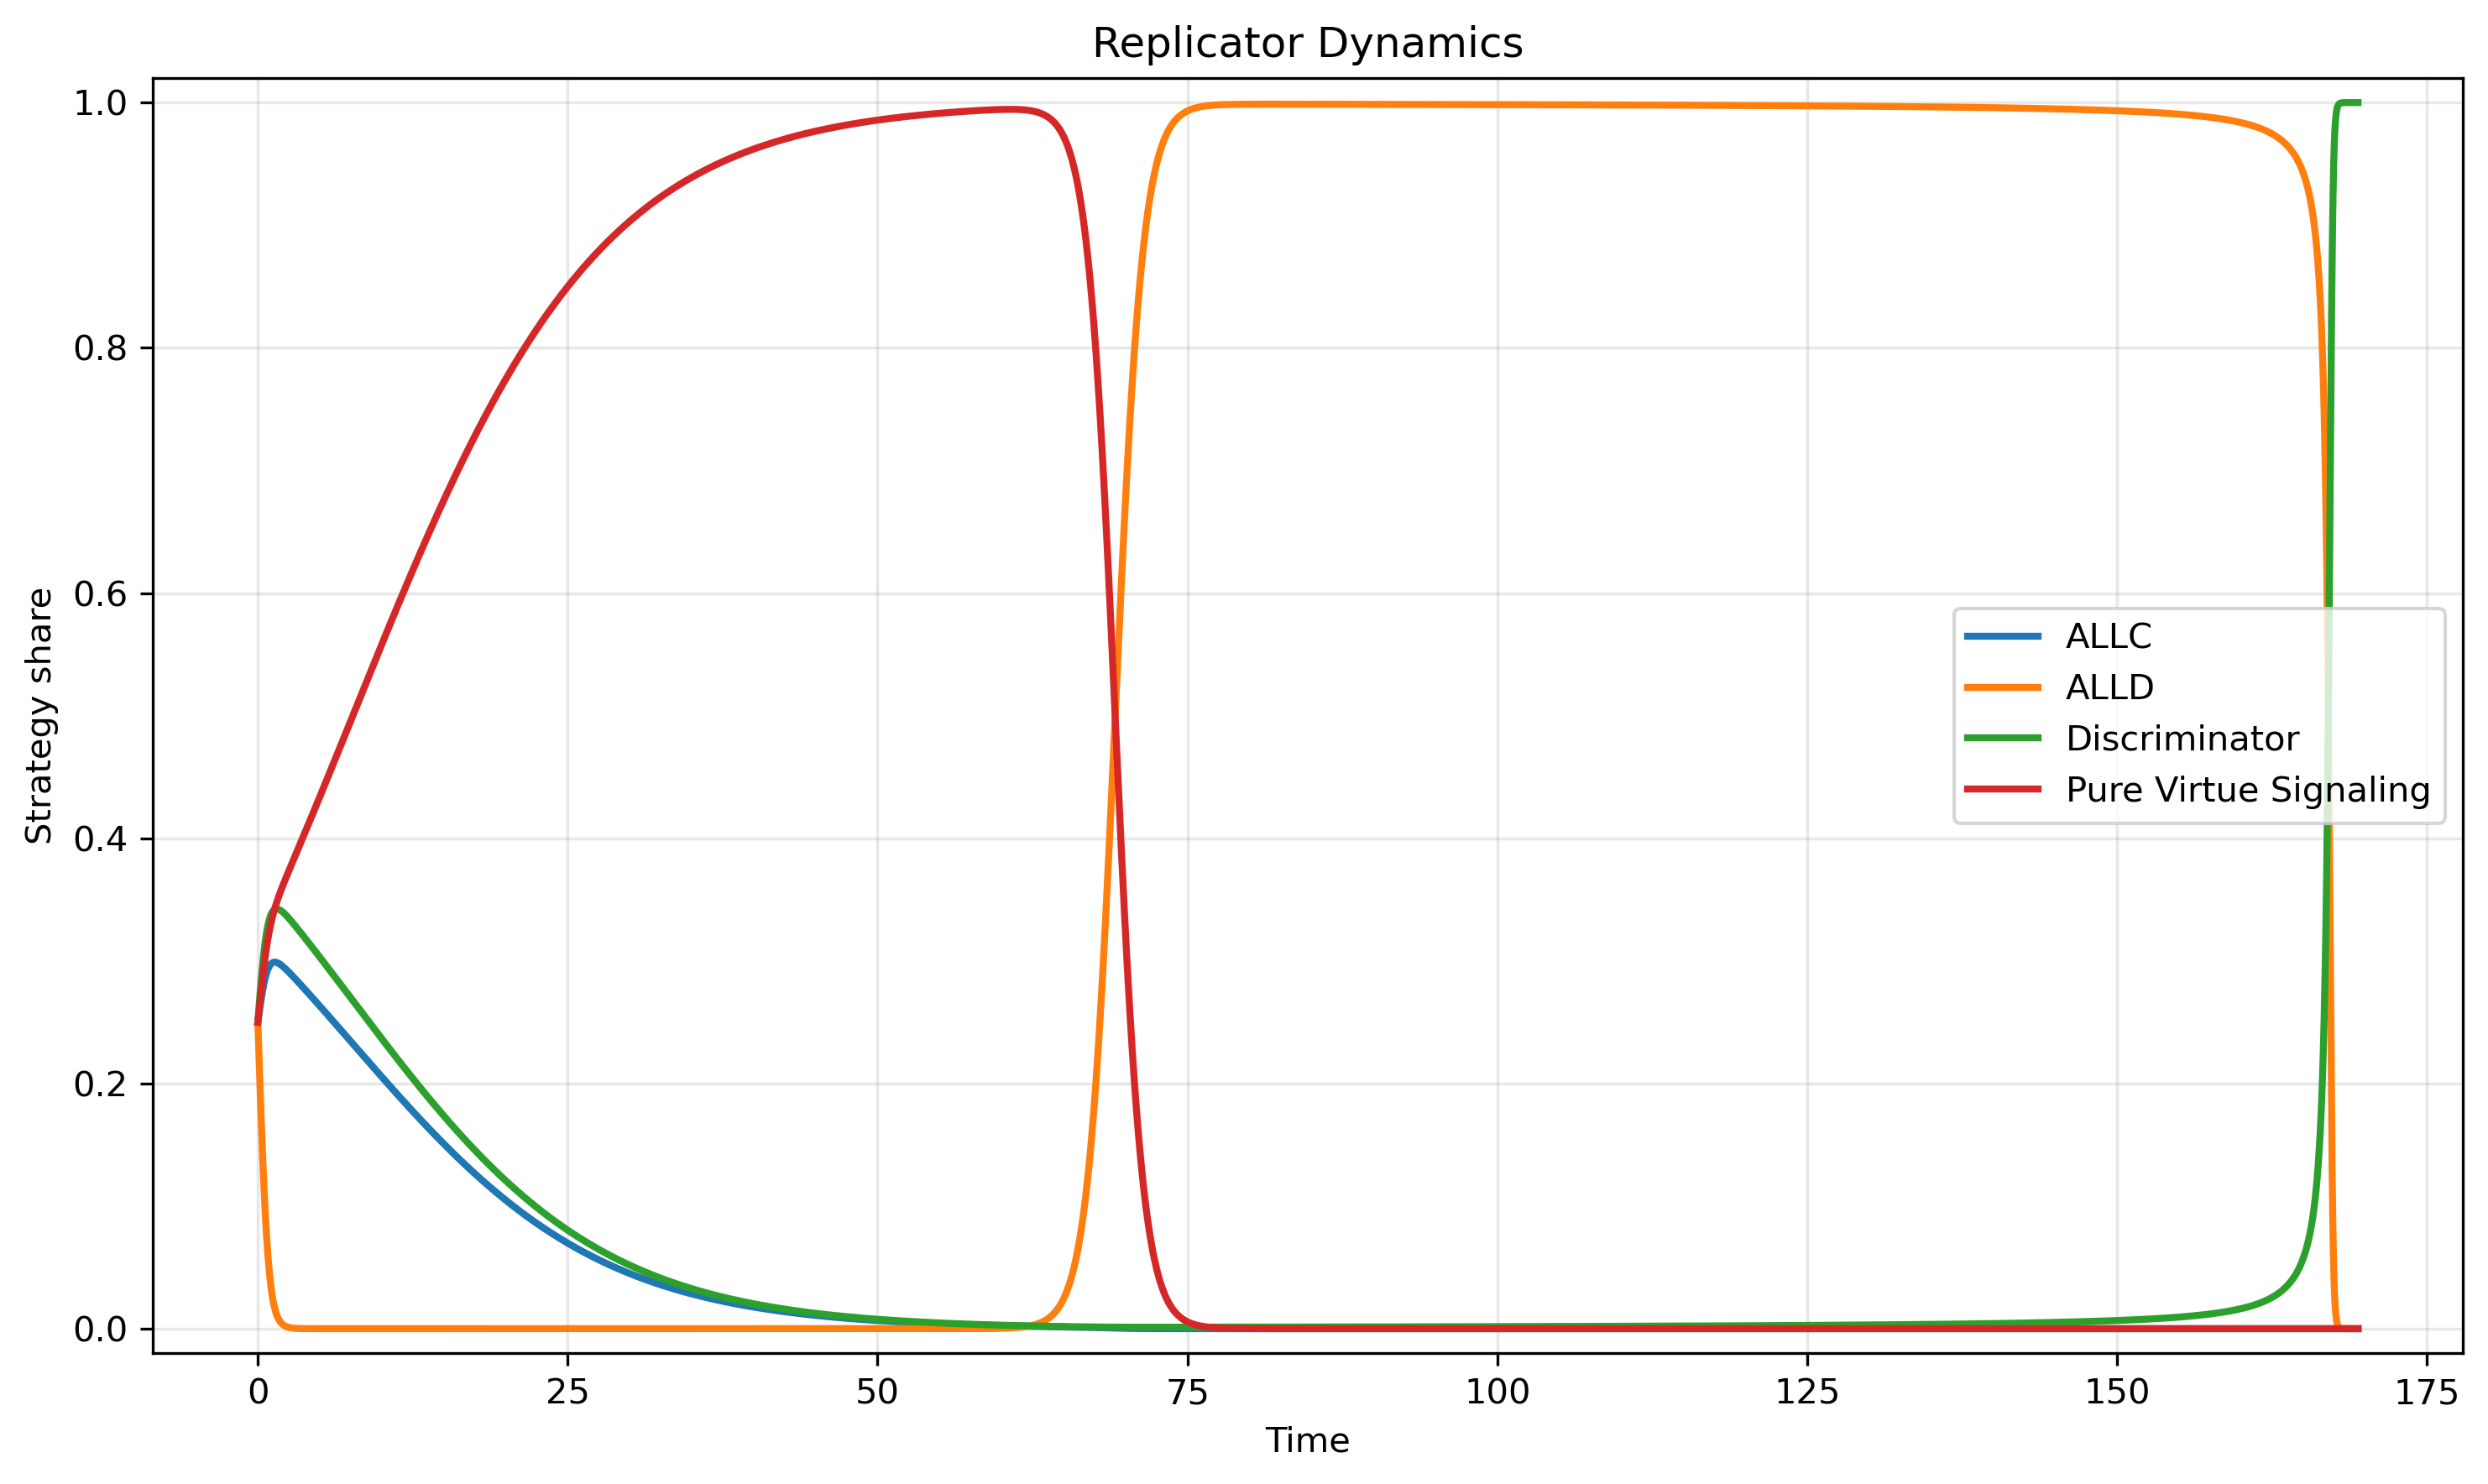 Replicator Dynamics
Strategy share
1.0
0.8
0.6
0.4
0.2
0.0
ALLC
ALLD
Discriminator
Pure Virtue Signaling
0 25 50 75 100 125 150 175
Time